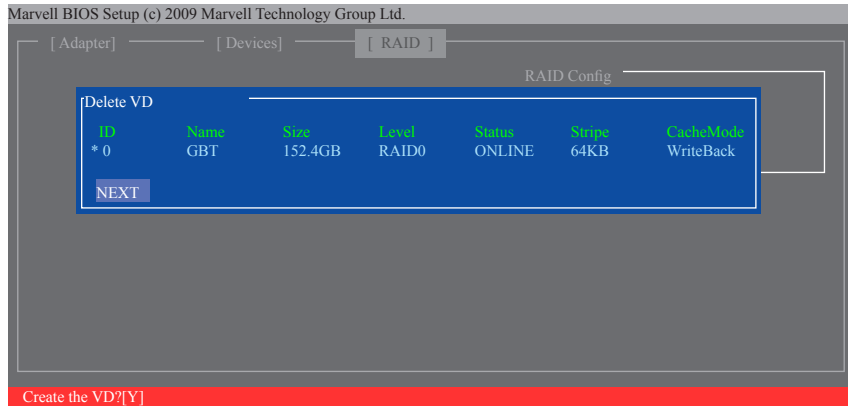 Marvell BIOS Setup (c) 2009 Marvell Technology Group Ltd.
[ Adapter] [ Devices] [ RAID ]
RAID Config
Delete VD
ID Name Size Level Status Stripe CacheMode
* 0 GBT 152.4GB RAID0 ONLINE 64KB WriteBack
NEXT
Create the VD?[Y]